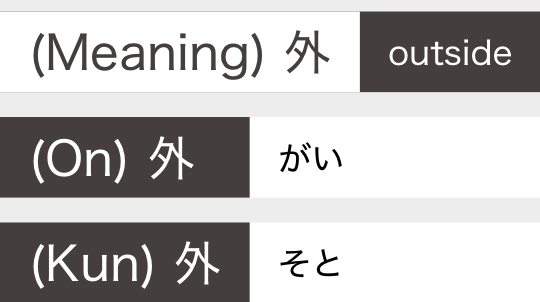 (Meaning) 外 outside
(On) 外 がい
(Kun) 外 そと